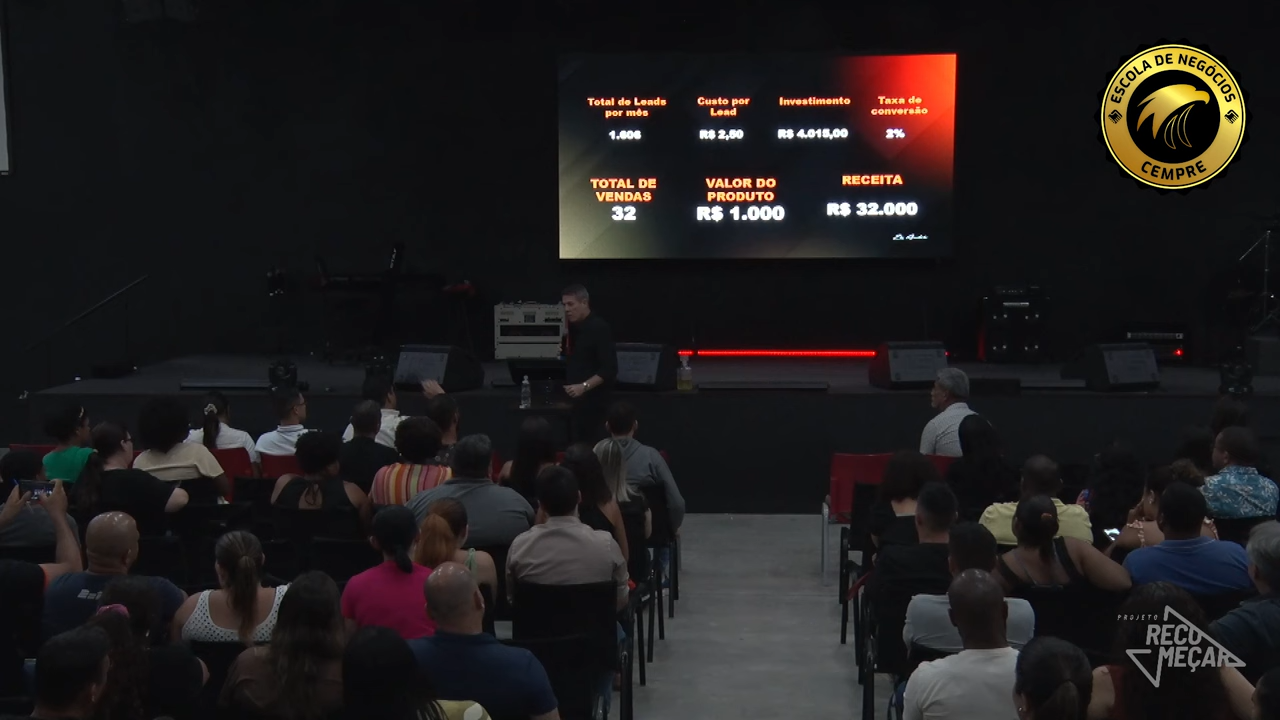 Total de Leads por mês
Custo por Lead
Investimento
Taxa de conversão
1.606
R$ 2,50
R$ 4.015,00
2%
TOTAL DE VENDAS
VALOR DO PRODUTO
RECEITA
32
R$ 1.000
R$ 32.000
ESCOLA DE NEGÓCIOS
CEMPRE
PROJETO
RECO
MEÇAR